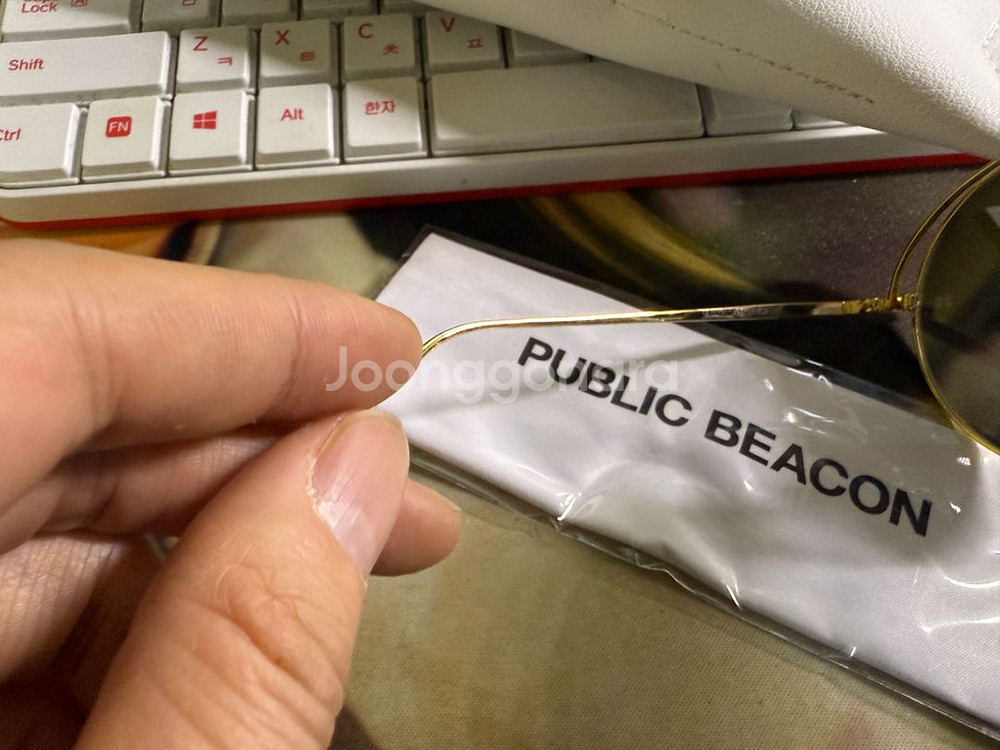 Lock
Shift
Z
ㅋ
X
ㅌ
C
ㅊ
V
ㅍ
Ctrl
FN
Alt
한자
Joonggonara
PUBLIC BEACON